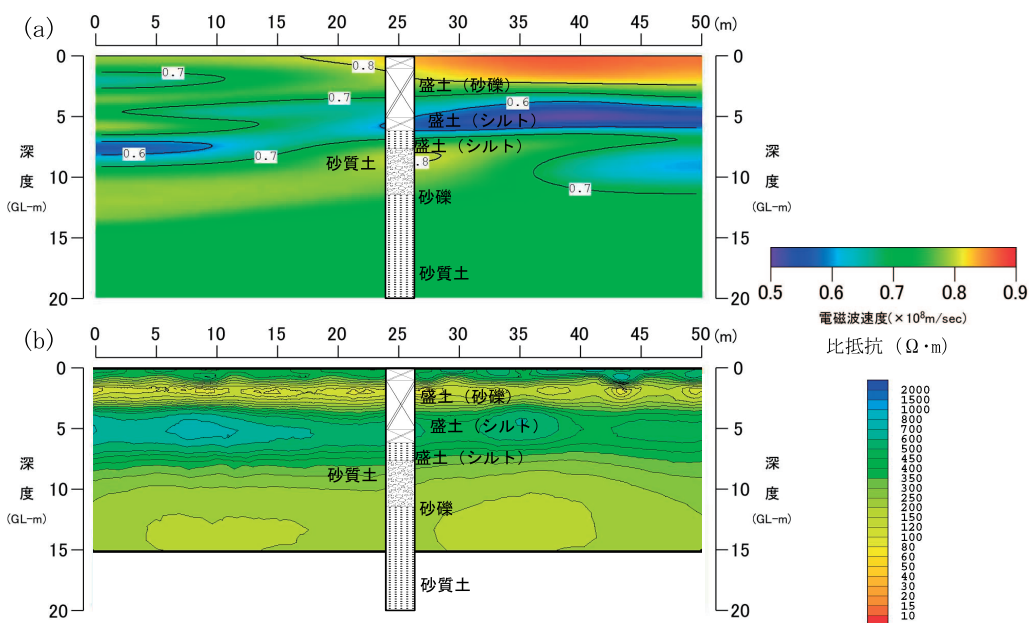 (a)
0 5 10 15 20 25 30 35 40 45 50 (m)
0 0
5 5
10 10
15 15
20 20
深度
(GL-m)
深度
(GL-m)
0.7
0.8
0.7
0.6
0.6
0.7
.8
0.7
盛土（砂礫）
盛土（シルト）
盛土（シルト）
砂質土
砂礫
砂質土
0.5 0.6 0.7 0.8 0.9
電磁波速度(×10⁸m/sec)
(b)
0 5 10 15 20 25 30 35 40 45 50 (m)
0 0
5 5
10 10
15 15
20 20
深度
(GL-m)
深度
(GL-m)
盛土（砂礫）
盛土（シルト）
盛土（シルト）
砂質土
砂礫
砂質土
比抵抗 (Ω･m)
2000
1500
1000
800
700
600
500
450
400
350
300
250
200
150
120
100
80
60
50
40
30
20
15
10